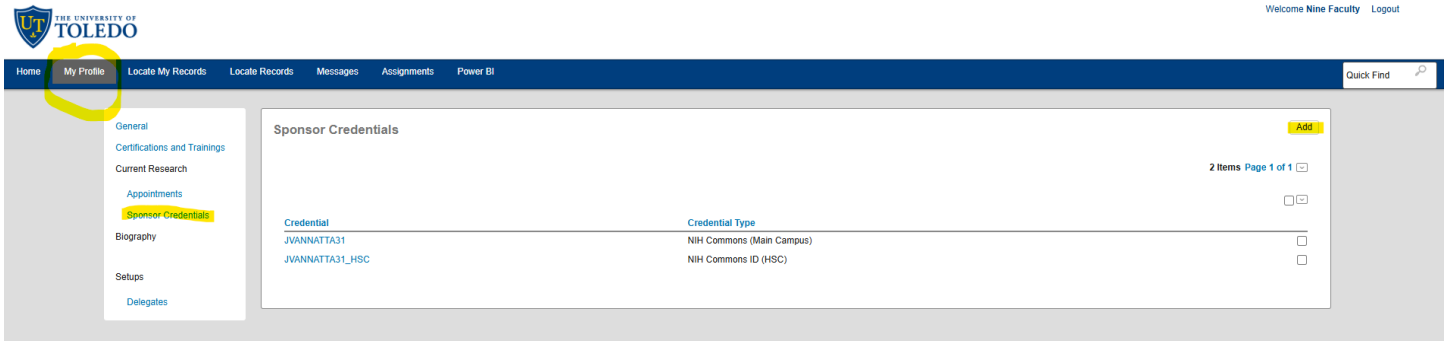 Welcome Nine Faculty Logout
UT
THE UNIVERSITY OF
TOLEDO
Home My Profile Locate My Records Locate Records Messages Assignments Power BI Quick Find
General
Certifications and Trainings
Current Research
Appointments
Sponsor Credentials
Biography
Setups
Delegates
Sponsor Credentials Add
2 Items Page 1 of 1
Credential Credential Type
JVANNATTA31 NIH Commons (Main Campus)
JVANNATTA31_HSC NIH Commons ID (HSC)